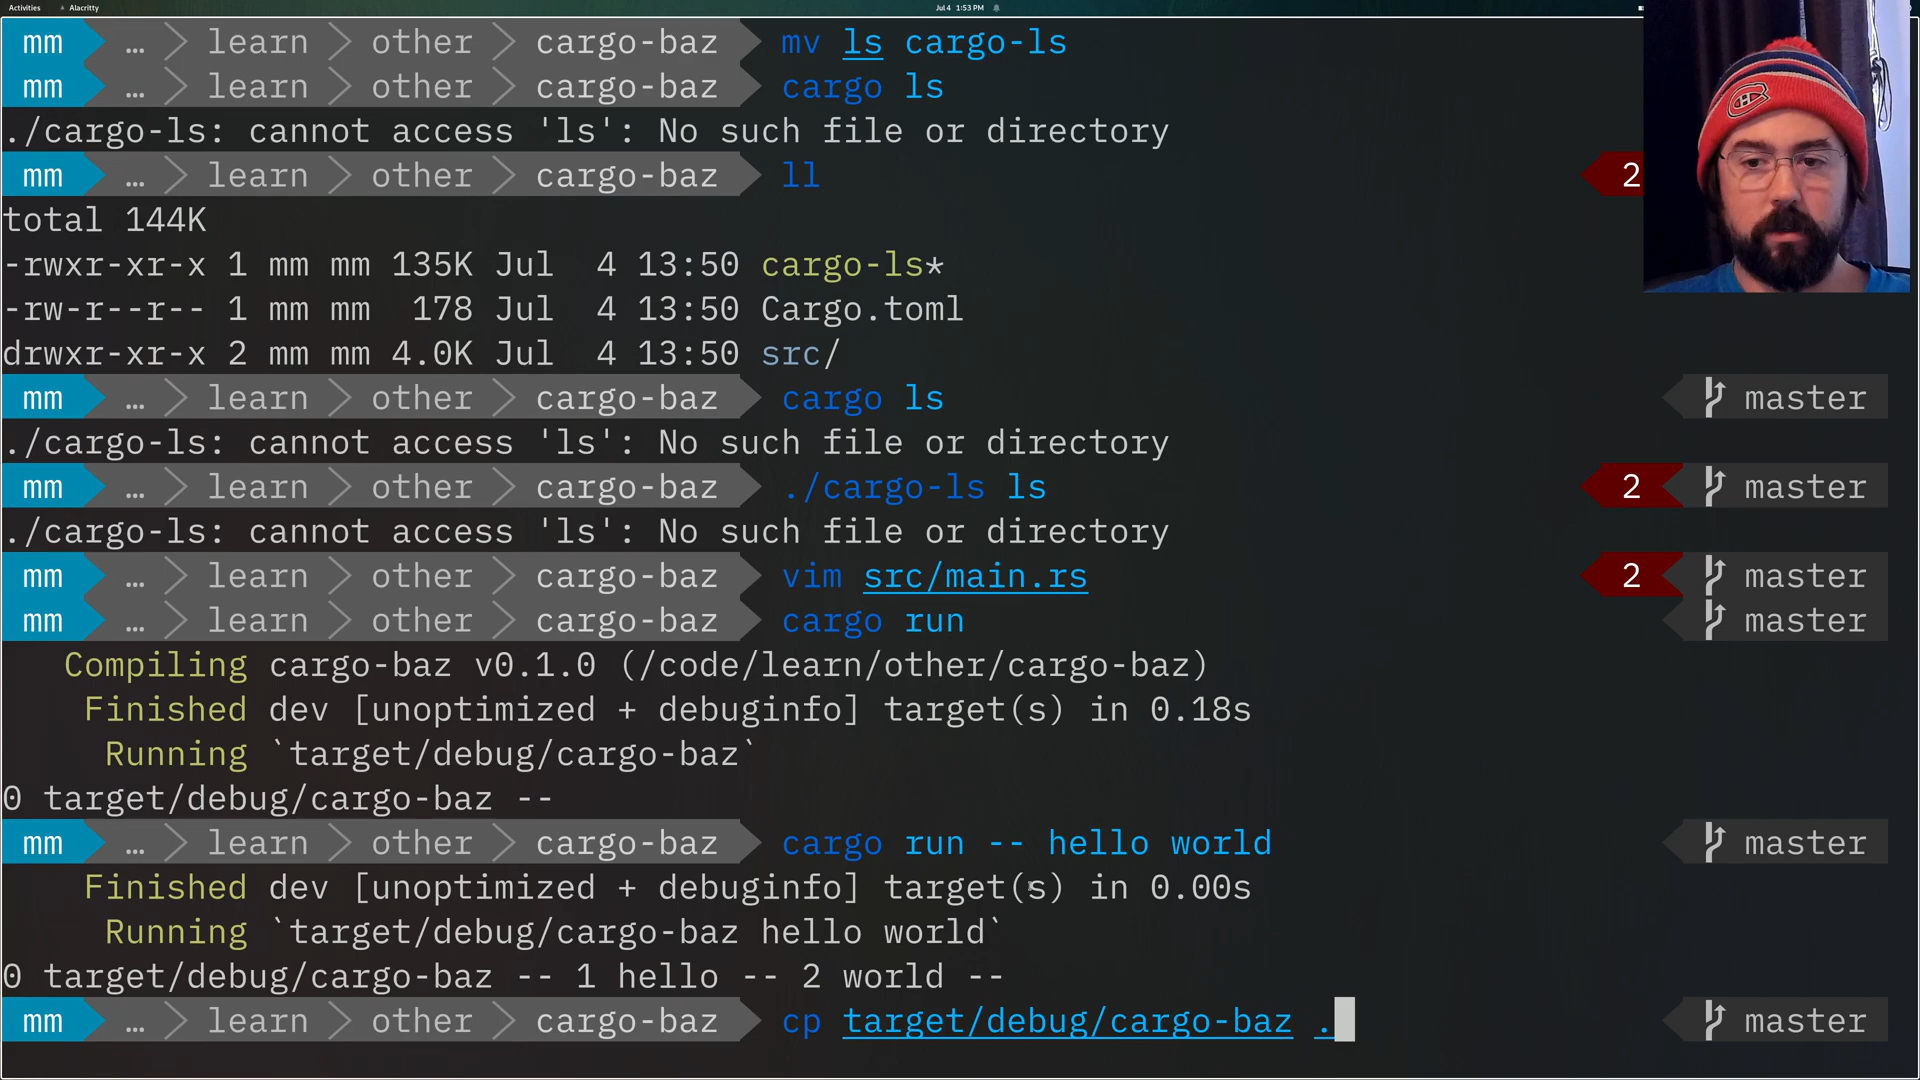 Activities Alacritty Jul 4 1:53 PM
mm … learn other cargo-baz mv ls cargo-ls
mm … learn other cargo-baz cargo ls
./cargo-ls: cannot access 'ls': No such file or directory
mm … learn other cargo-baz ll 2
total 144K
-rwxr-xr-x 1 mm mm 135K Jul  4 13:50 cargo-ls*
-rw-r--r-- 1 mm mm  178 Jul  4 13:50 Cargo.toml
drwxr-xr-x 2 mm mm 4.0K Jul  4 13:50 src/
mm … learn other cargo-baz cargo ls master
./cargo-ls: cannot access 'ls': No such file or directory
mm … learn other cargo-baz ./cargo-ls ls 2 master
./cargo-ls: cannot access 'ls': No such file or directory
mm … learn other cargo-baz vim src/main.rs 2 master
mm … learn other cargo-baz cargo run master
Compiling cargo-baz v0.1.0 (/code/learn/other/cargo-baz)
Finished dev [unoptimized + debuginfo] target(s) in 0.18s
Running `target/debug/cargo-baz`
0 target/debug/cargo-baz --
mm … learn other cargo-baz cargo run -- hello world master
Finished dev [unoptimized + debuginfo] target(s) in 0.00s
Running `target/debug/cargo-baz hello world`
0 target/debug/cargo-baz -- 1 hello -- 2 world --
mm … learn other cargo-baz cp target/debug/cargo-baz . master